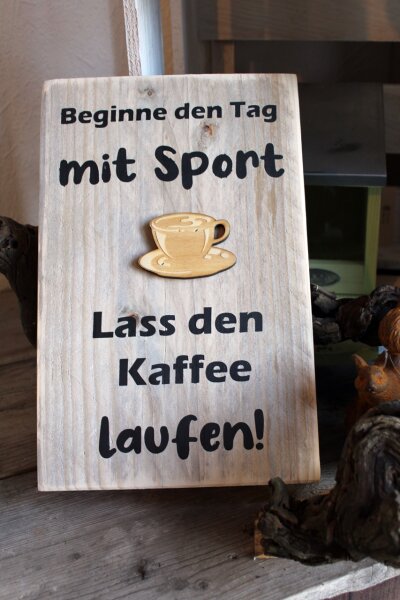 Beginne den Tag
mit Sport
Lass den
Kaffee
laufen!